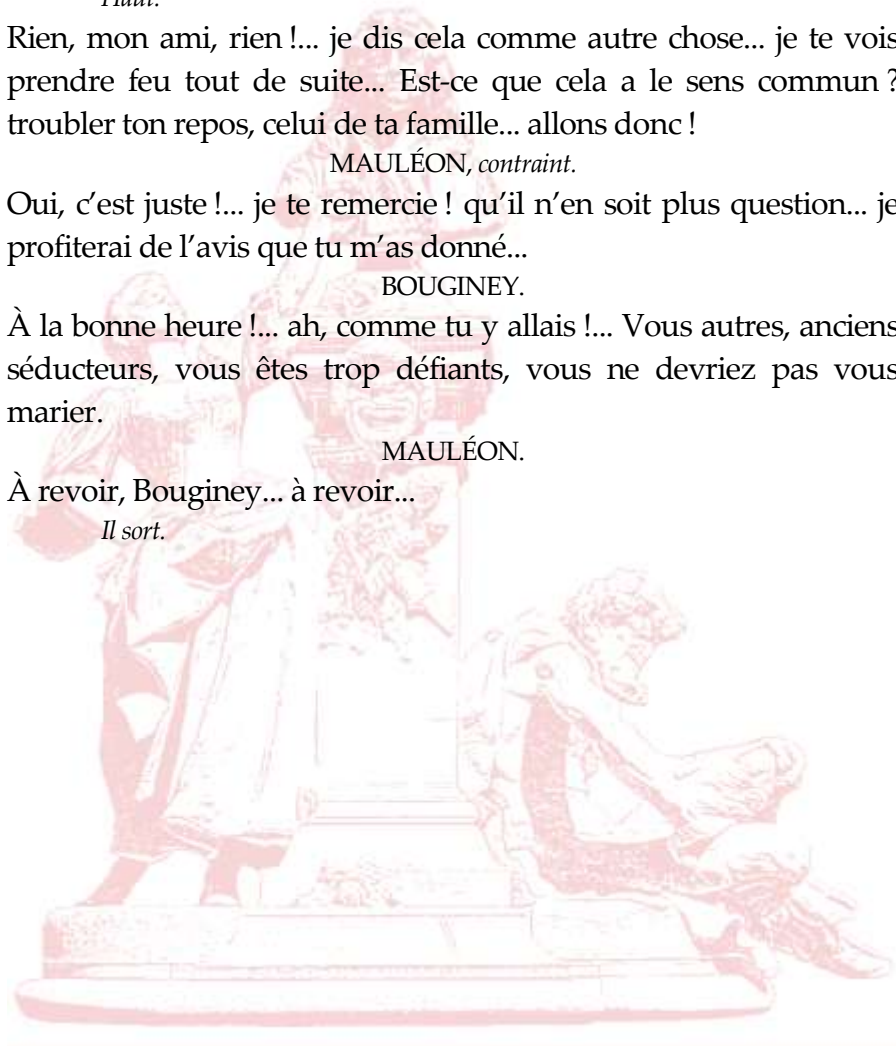 Haut.
Rien, mon ami, rien !... je dis cela comme autre chose... je te vois
prendre feu tout de suite... Est-ce que cela a le sens commun ?
troubler ton repos, celui de ta famille... allons donc !
MAULÉON, contraint.
Oui, c’est juste !... je te remercie ! qu’il n’en soit plus question... je
profiterai de l’avis que tu m’as donné...
BOUGINEY.
À la bonne heure !... ah, comme tu y allais !... Vous autres, anciens
séducteurs, vous êtes trop défiants, vous ne devriez pas vous
marier.
MAULÉON.
À revoir, Bouginey... à revoir...
Il sort.